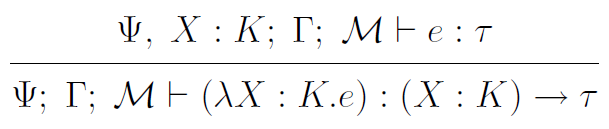 Ψ, X : K; Γ; ℳ ⊢ e : τ
Ψ; Γ; ℳ ⊢ (λX : K.e) : (X : K) → τ